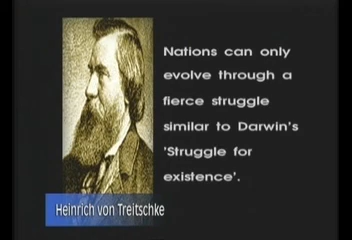 Nations can only
evolve through a
fierce struggle
similar to Darwin's
'Struggle for
existence'.
Heinrich von Treitschke